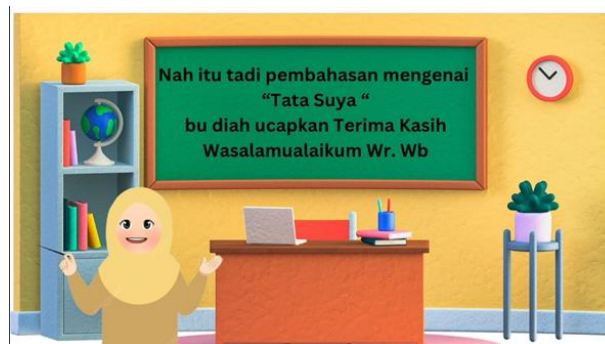 Nah itu tadi pembahasan mengenai
“Tata Suya “
bu diah ucapkan Terima Kasih
Wasalamualaikum Wr. Wb